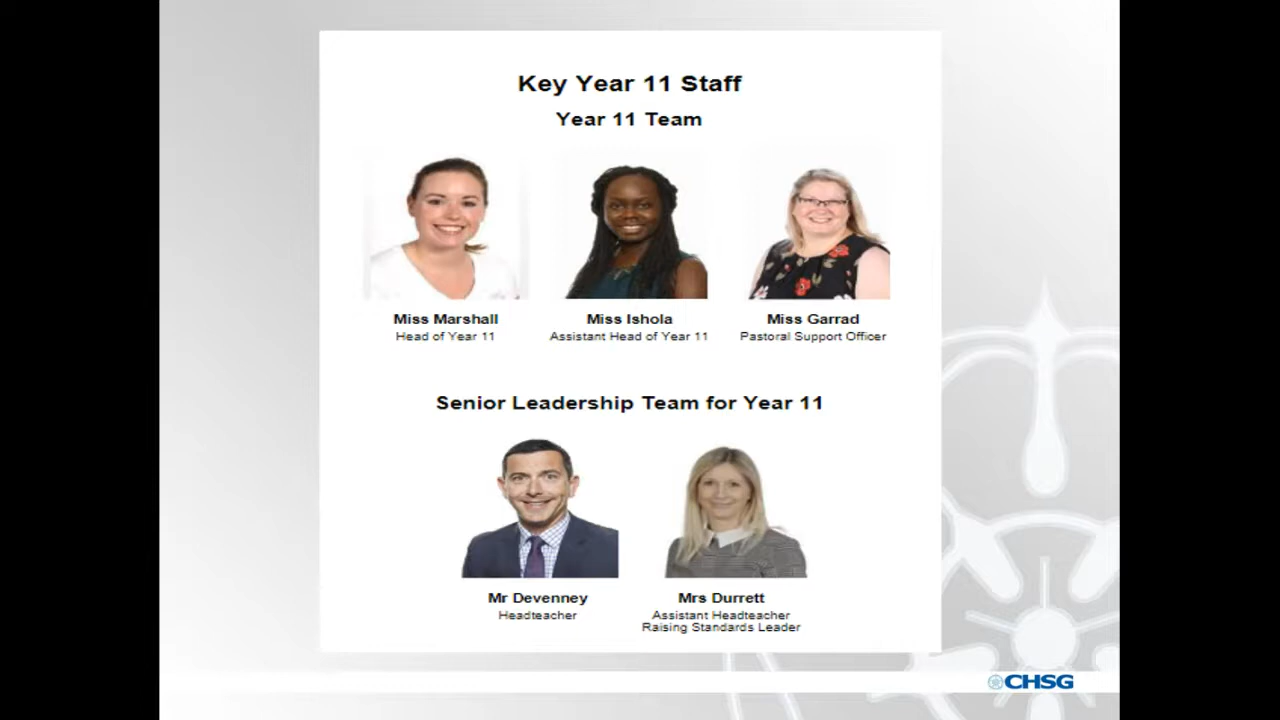 Key Year 11 Staff
Year 11 Team
Miss Marshall
Head of Year 11
Miss Ishola
Assistant Head of Year 11
Miss Garrad
Pastoral Support Officer
Senior Leadership Team for Year 11
Mr Devenney
Headteacher
Mrs Durrett
Assistant Headteacher
Raising Standards Leader
CHSG